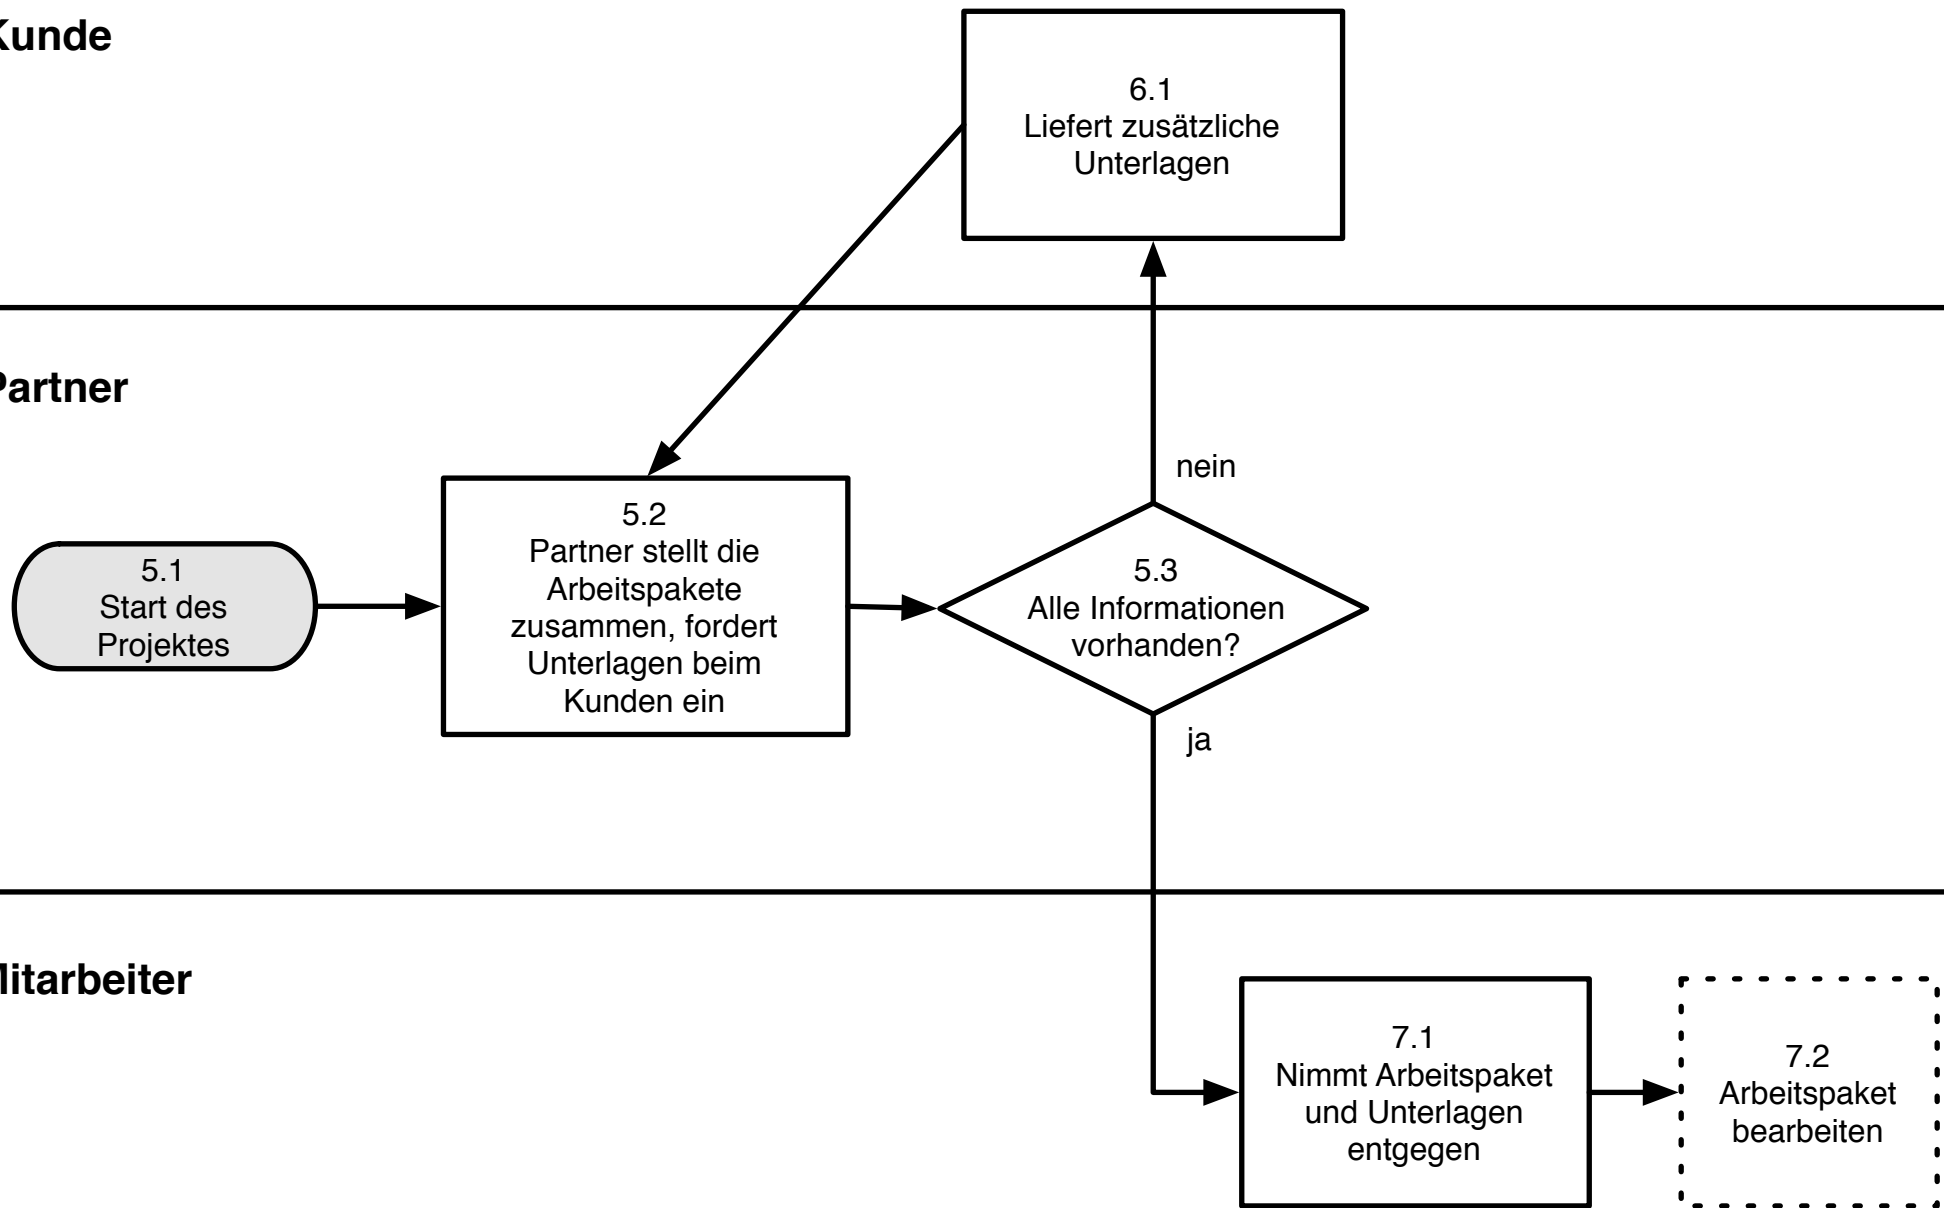 Kunde
6.1
Liefert zusätzliche
Unterlagen
Partner
nein
5.1
Start des
Projektes
5.2
Partner stellt die
Arbeitspakete
zusammen, fordert
Unterlagen beim
Kunden ein
5.3
Alle Informationen
vorhanden?
ja
Mitarbeiter
7.1
Nimmt Arbeitspaket
und Unterlagen
entgegen
7.2
Arbeitspaket
bearbeiten